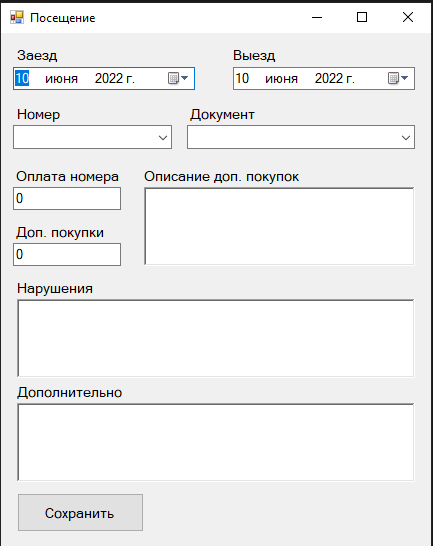 Посещение
Заезд Выезд
10 июня 2022 г. 10 июня 2022 г.
Номер Документ
Оплата номера Описание доп. покупок
0
Доп. покупки
0
Нарушения
Дополнительно
Сохранить